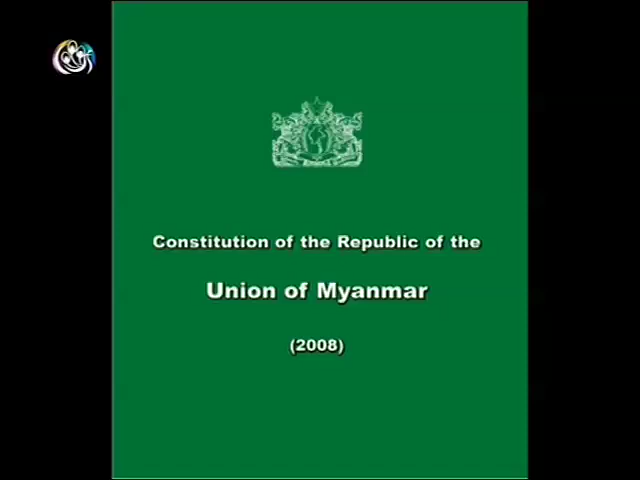 Constitution of the Republic of the
Union of Myanmar
(2008)